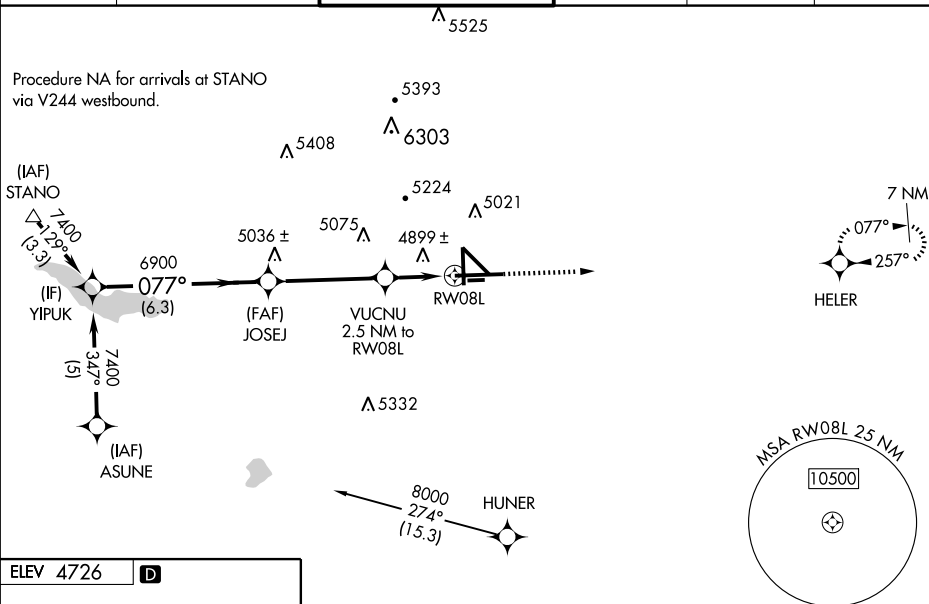 5525
Procedure NA for arrivals at STANO
via V244 westbound.
5393
6303
5408
(IAF)
STANO
5224
5021
7 NM
7400
129°
(3.3)
5036 ±
5075
4899 ±
077°
257°
HELER
6900
077°
(6.3)
(IF)
YIPUK
(FAF)
JOSEJ
VUCNU
2.5 NM to
RW08L
RW08L
7400
347°
(5)
5332
(IAF)
ASUNE
MSA RW08L 25 NM
10500
8000
274°
(15.3)
HUNER
ELEV 4726
D